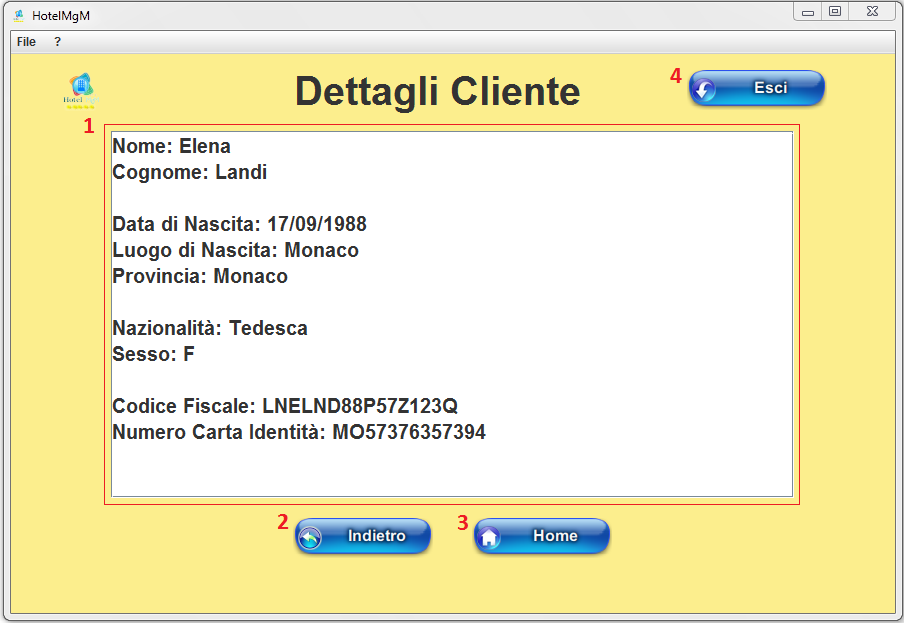 HotelMgM
File ?
Hotel
Dettagli Cliente
4 Esci
1
Nome: Elena
Cognome: Landi
Data di Nascita: 17/09/1988
Luogo di Nascita: Monaco
Provincia: Monaco
Nazionalità: Tedesca
Sesso: F
Codice Fiscale: LNELND88P57Z123Q
Numero Carta Identità: MO57376357394
2 Indietro
3 Home